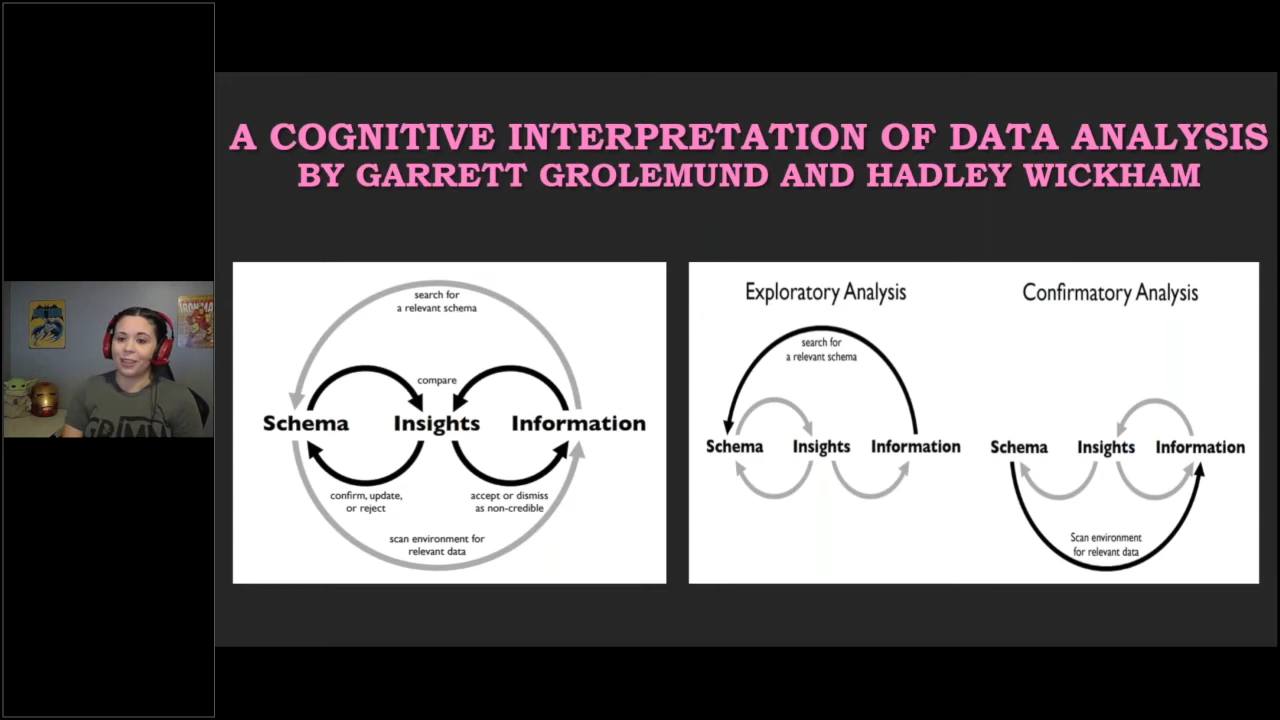 A COGNITIVE INTERPRETATION OF DATA ANALYSIS
BY GARRETT GROLEMUND AND HADLEY WICKHAM
search for
a relevant schema
compare
Schema
Insights
Information
confirm, update,
or reject
accept or dismiss
as non-credible
scan environment for
relevant data
Exploratory Analysis
search for
a relevant schema
Schema
Insights
Information
Confirmatory Analysis
Schema
Insights
Information
Scan environment
for relevant data